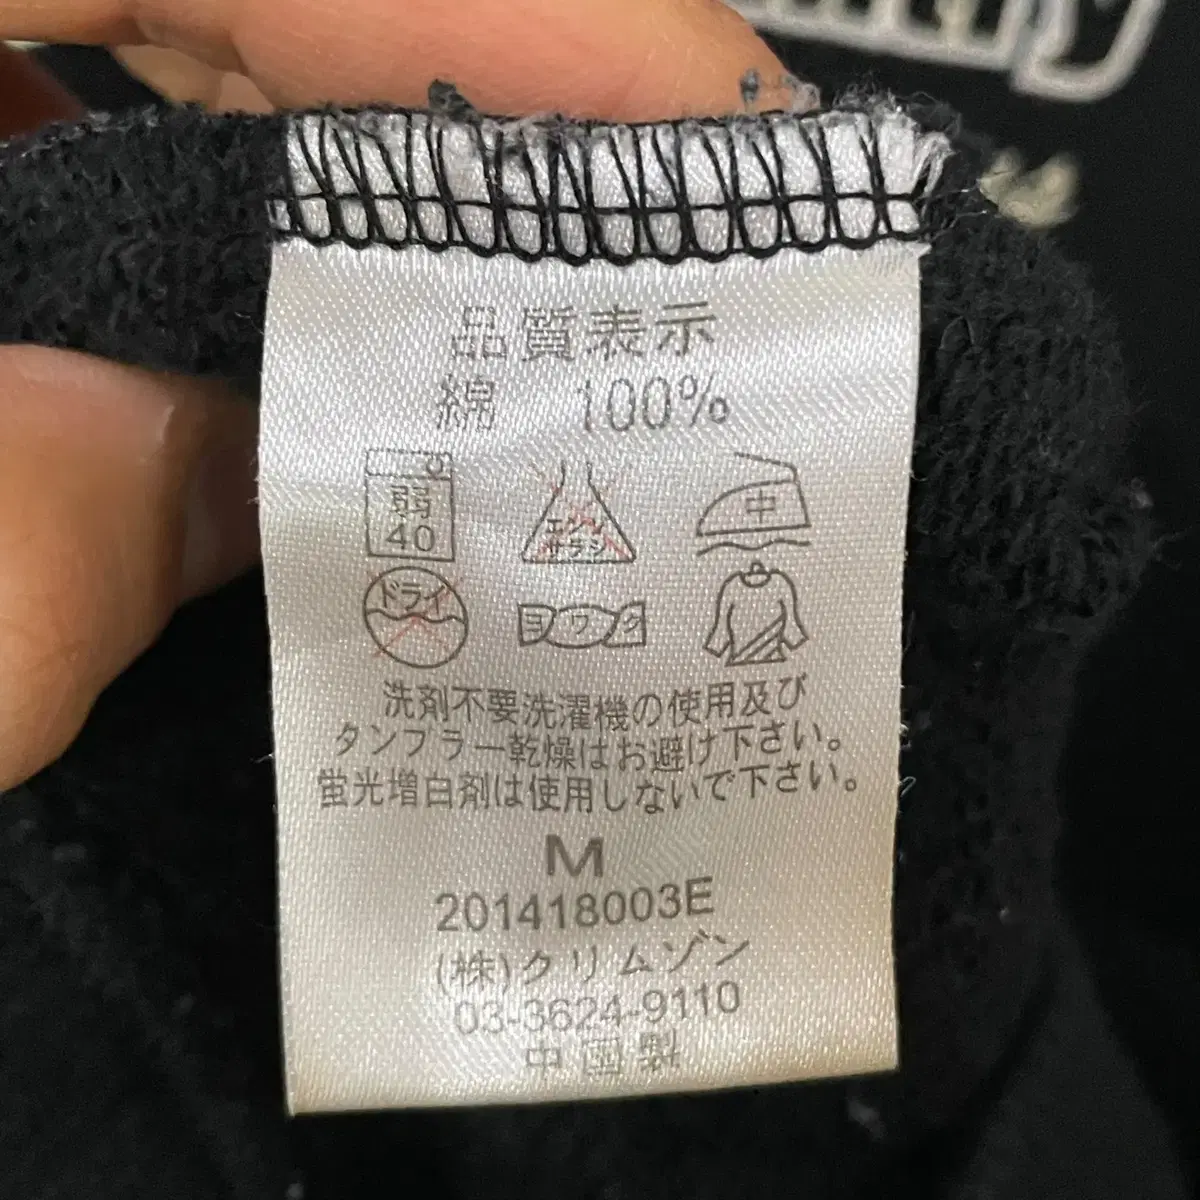 品質表示
綿 100%
弱
40
エンソ
サラシ
中
ドライ
ヨワク
洗剤不要洗濯機の使用及び
タンブラー乾燥はお避け下さい。
蛍光増白剤は使用しないで下さい。
M
201418003E
(株)クリムゾン
03-3624-9110
中国製